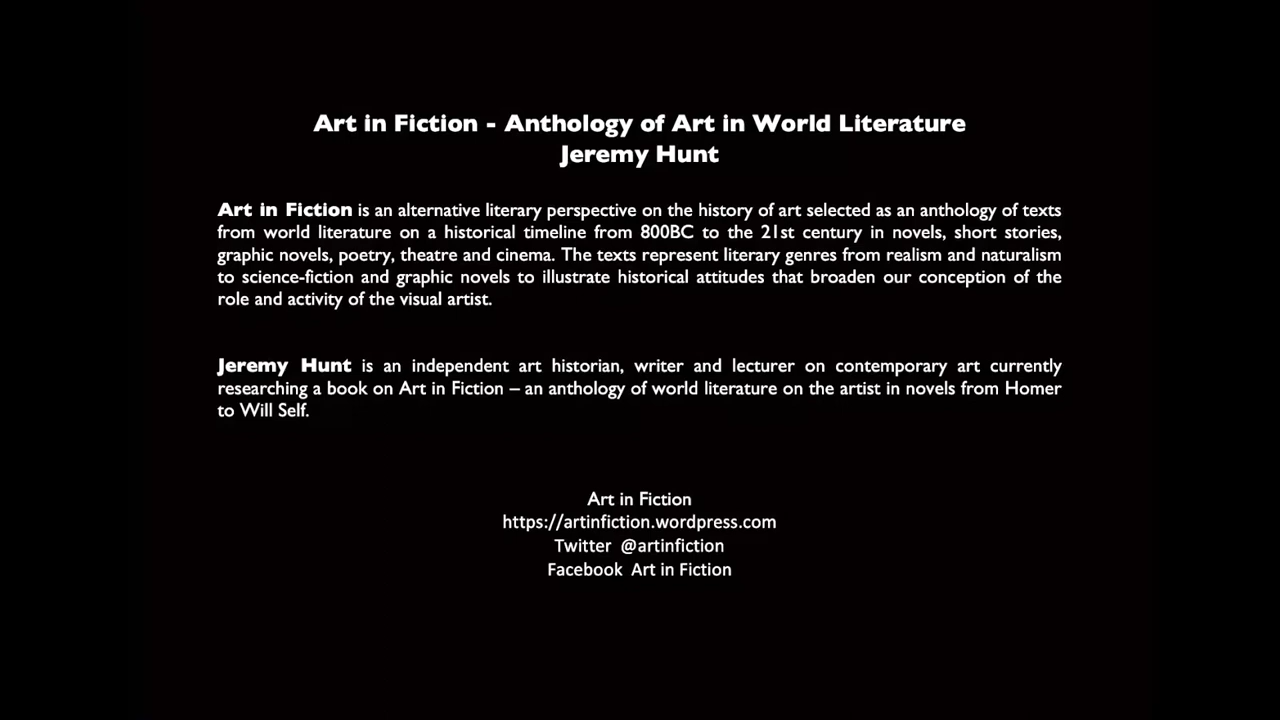 Art in Fiction - Anthology of Art in World Literature
Jeremy Hunt
Art in Fiction is an alternative literary perspective on the history of art selected as an anthology of texts
from world literature on a historical timeline from 800BC to the 21st century in novels, short stories,
graphic novels, poetry, theatre and cinema. The texts represent literary genres from realism and naturalism
to science-fiction and graphic novels to illustrate historical attitudes that broaden our conception of the
role and activity of the visual artist.
Jeremy Hunt is an independent art historian, writer and lecturer on contemporary art currently
researching a book on Art in Fiction – an anthology of world literature on the artist in novels from Homer
to Will Self.
Art in Fiction
https://artinfiction.wordpress.com
Twitter @artinfiction
Facebook Art in Fiction